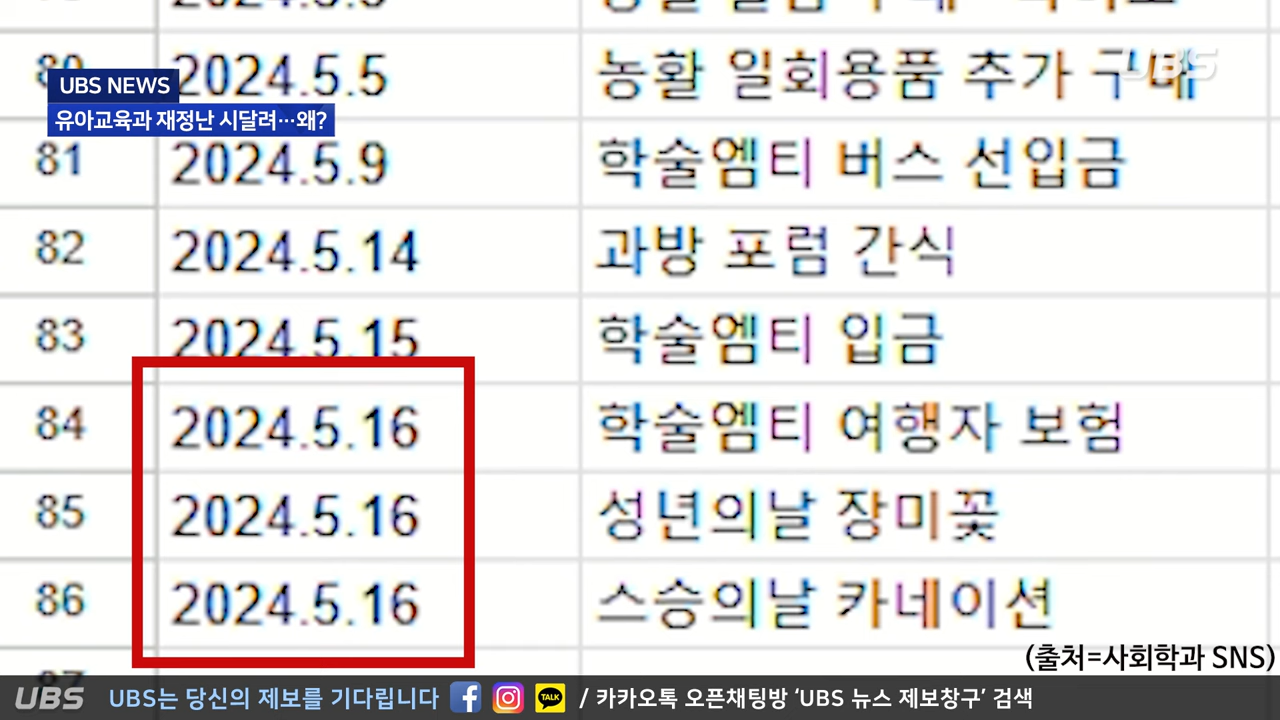 80 2024.5.5 농활 일회용품 추가 구매
UBS
UBS NEWS
유아교육과 재정난 시달려…왜?
81 2024.5.9 학술엠티 버스 선입금
82 2024.5.14 과방 포럼 간식
83 2024.5.15 학술엠티 입금
84 2024.5.16 학술엠티 여행자 보험
85 2024.5.16 성년의날 장미꽃
86 2024.5.16 스승의날 카네이션
(출처=사회학과 SNS)
87
UBS UBS는 당신의 제보를 기다립니다 TALK / 카카오톡 오픈채팅방 ‘UBS 뉴스 제보창구’ 검색